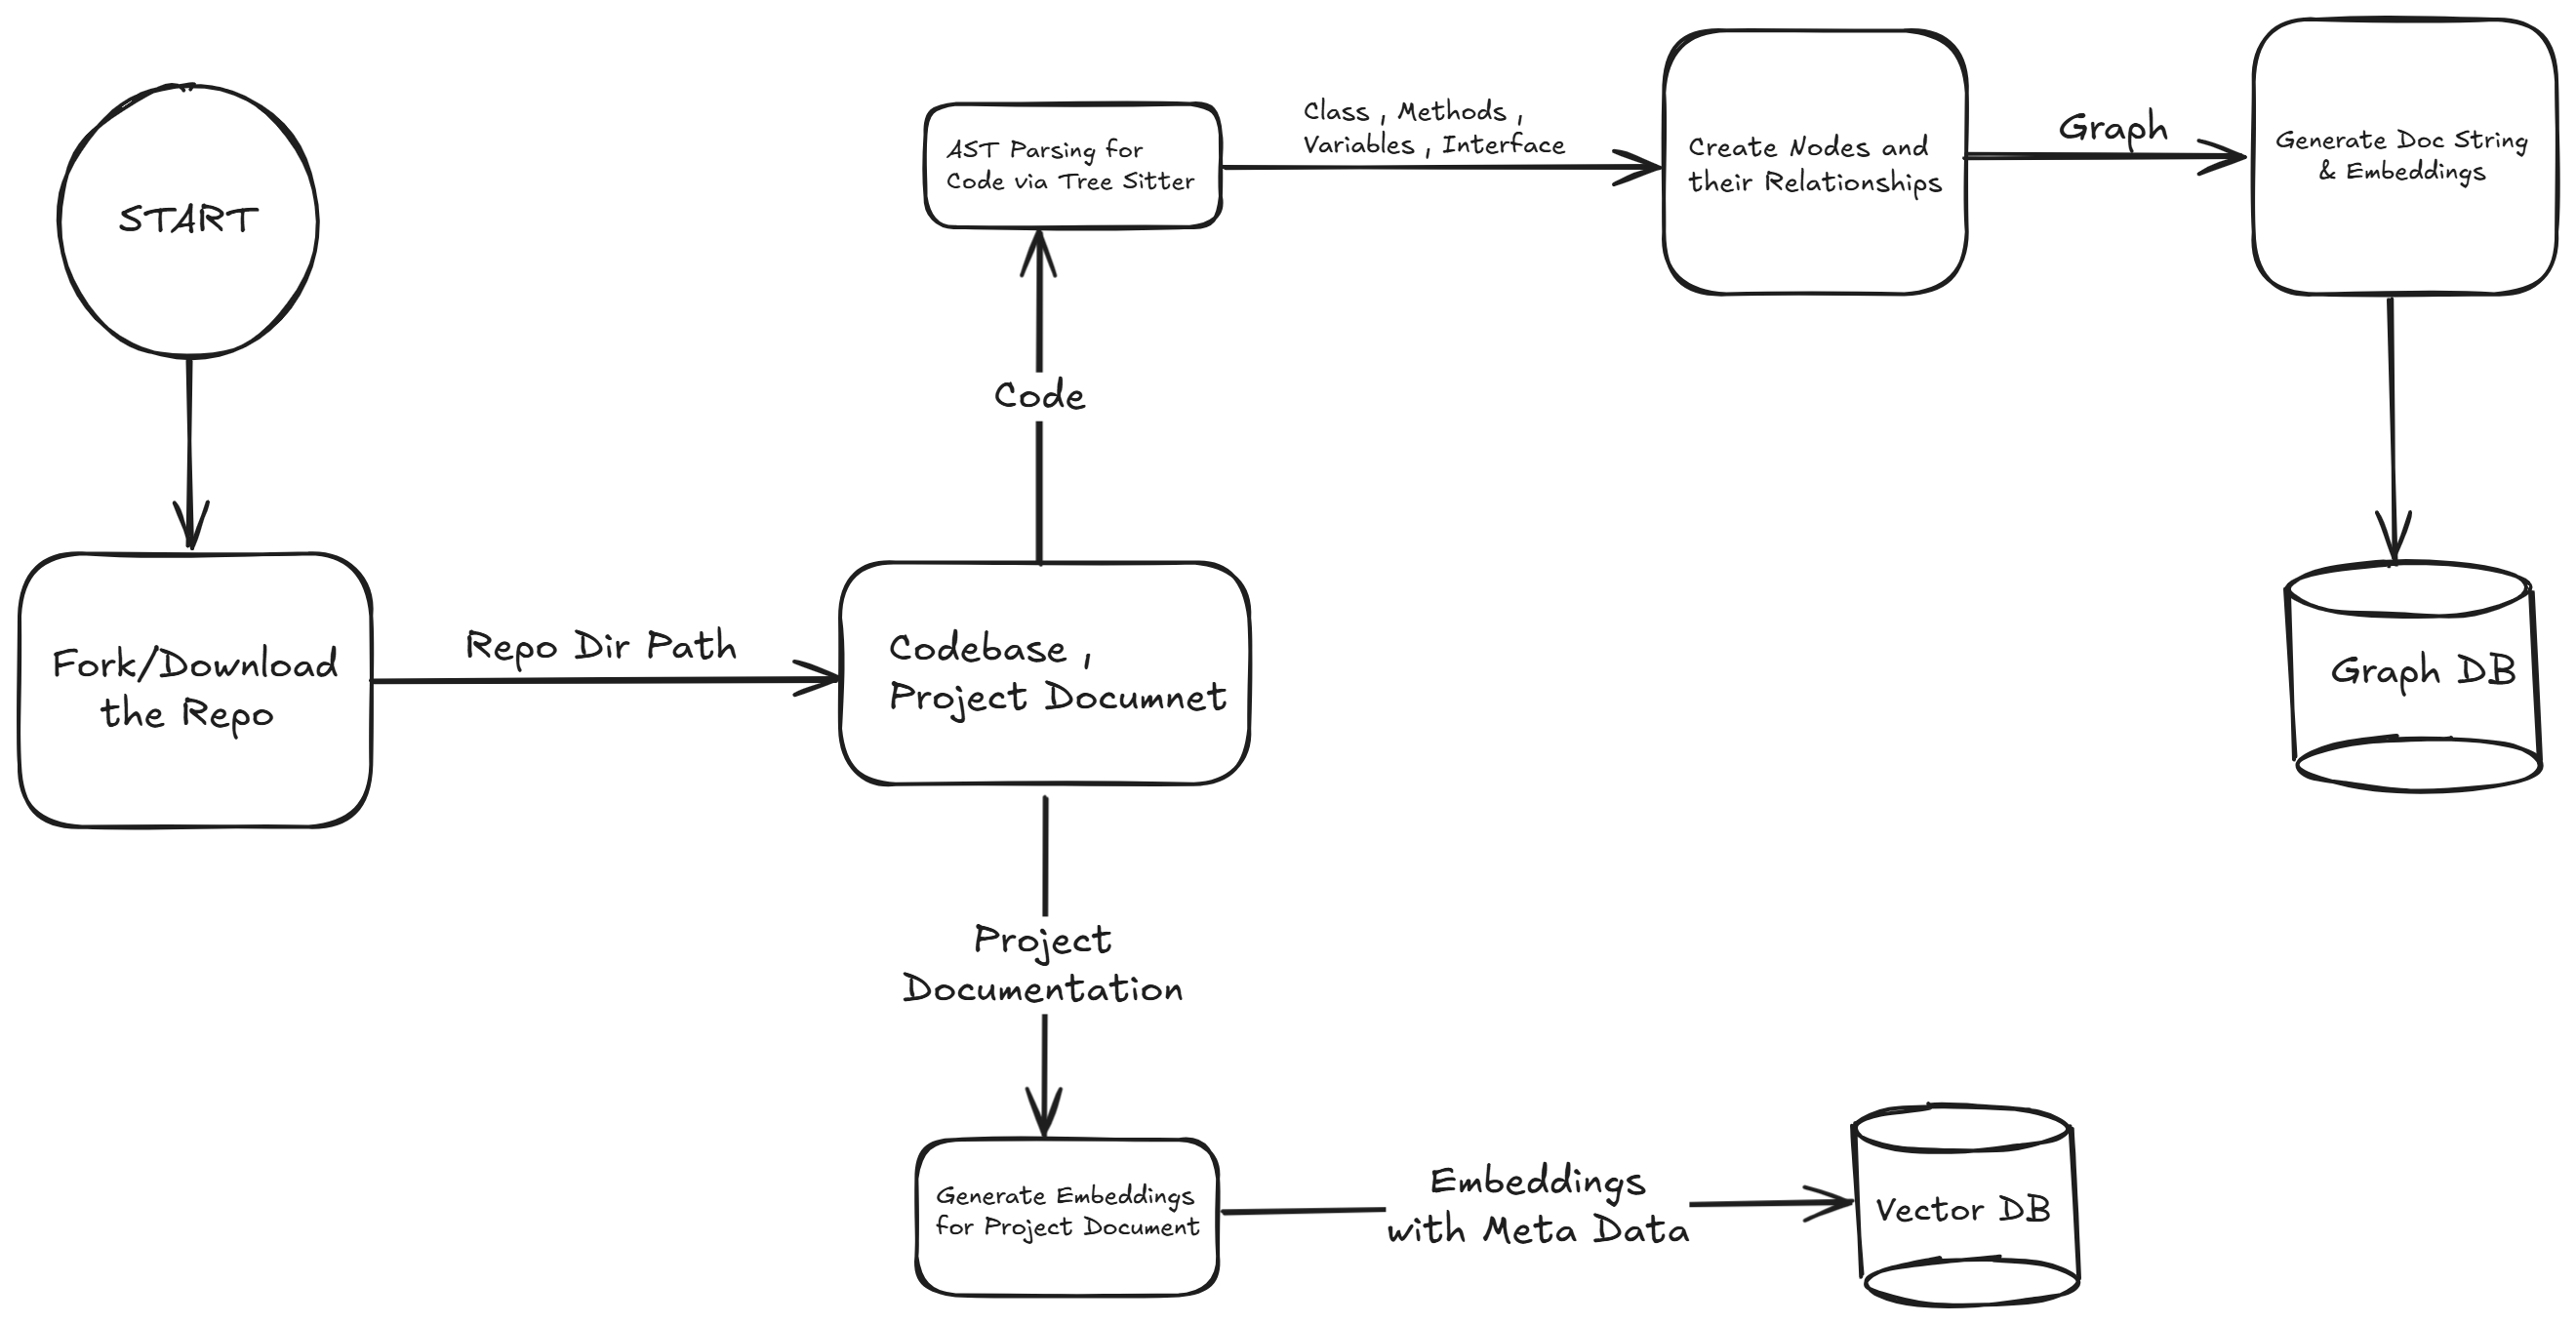 START
Fork/Download
the Repo
Repo Dir Path
Codebase ,
Project Documnet
Code
AST Parsing for
Code via Tree Sitter
Class , Methods ,
Variables , Interface
Create Nodes and
their Relationships
Graph
Generate Doc String
& Embeddings
Graph DB
Project
Documentation
Generate Embeddings
for Project Document
Embeddings
with Meta Data
Vector DB